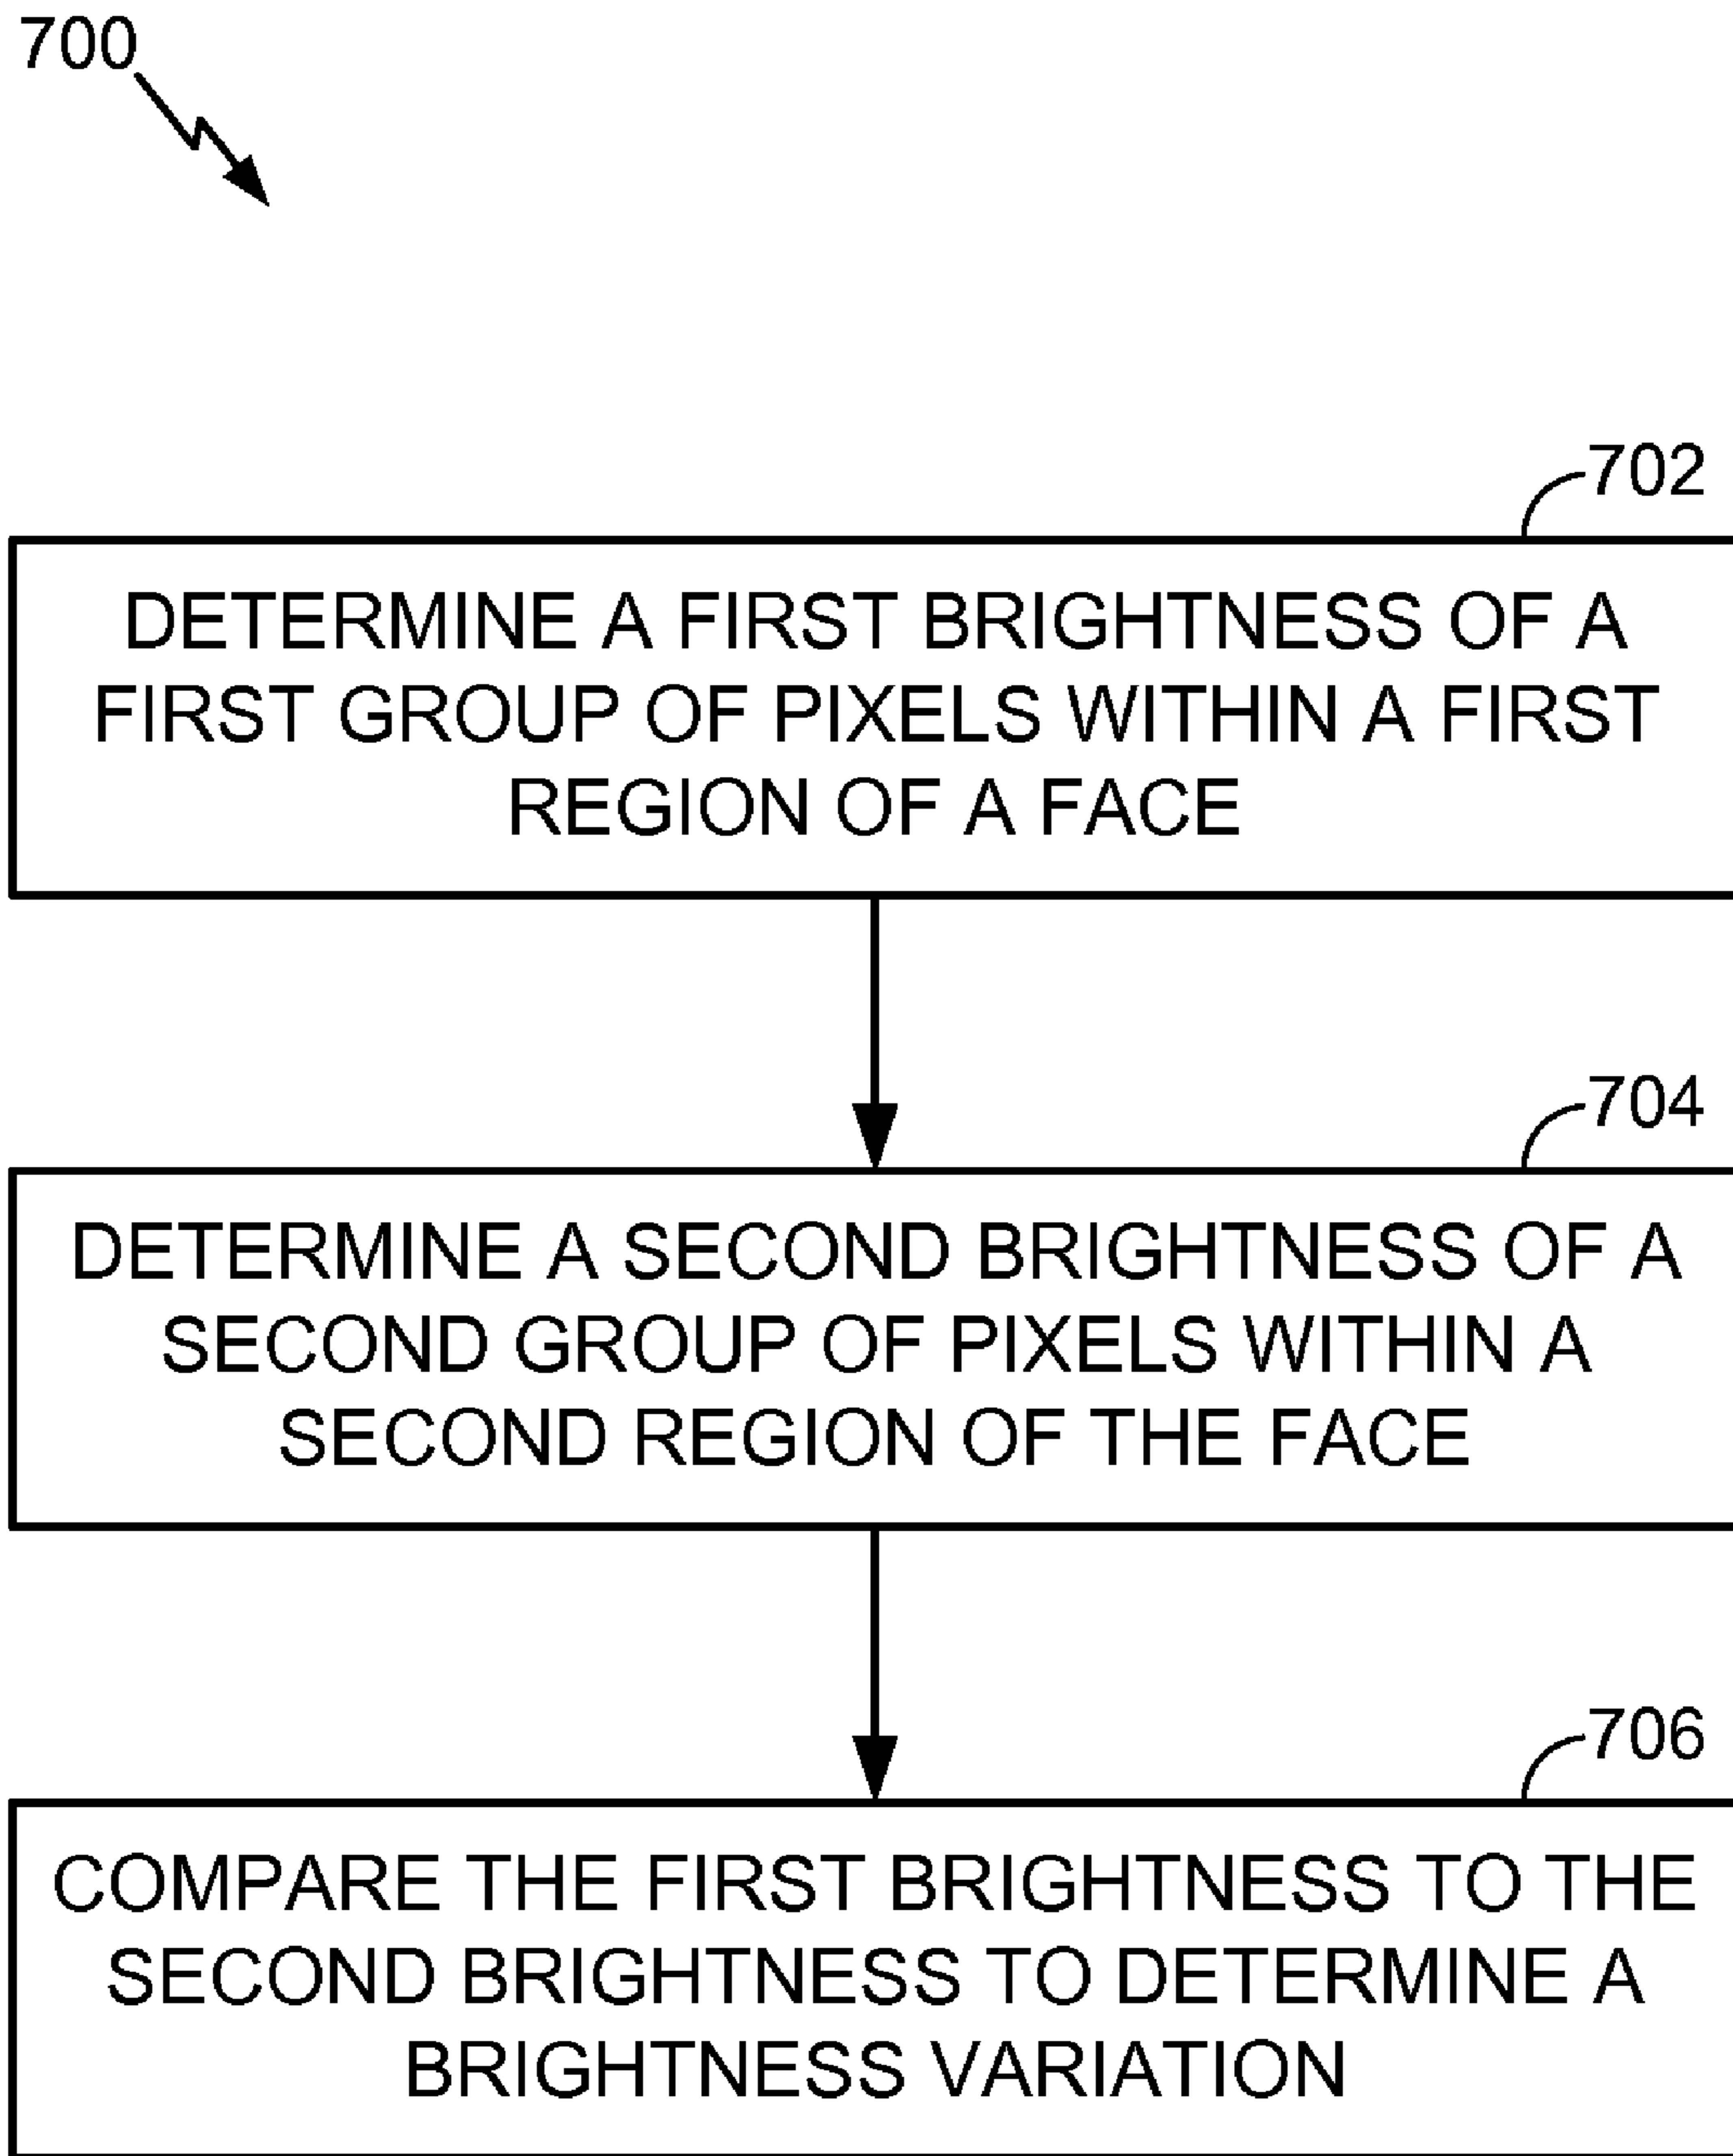 700
702
DETERMINE A FIRST BRIGHTNESS OF A
FIRST GROUP OF PIXELS WITHIN A FIRST
REGION OF A FACE
704
DETERMINE A SECOND BRIGHTNESS OF A
SECOND GROUP OF PIXELS WITHIN A
SECOND REGION OF THE FACE
706
COMPARE THE FIRST BRIGHTNESS TO THE
SECOND BRIGHTNESS TO DETERMINE A
BRIGHTNESS VARIATION